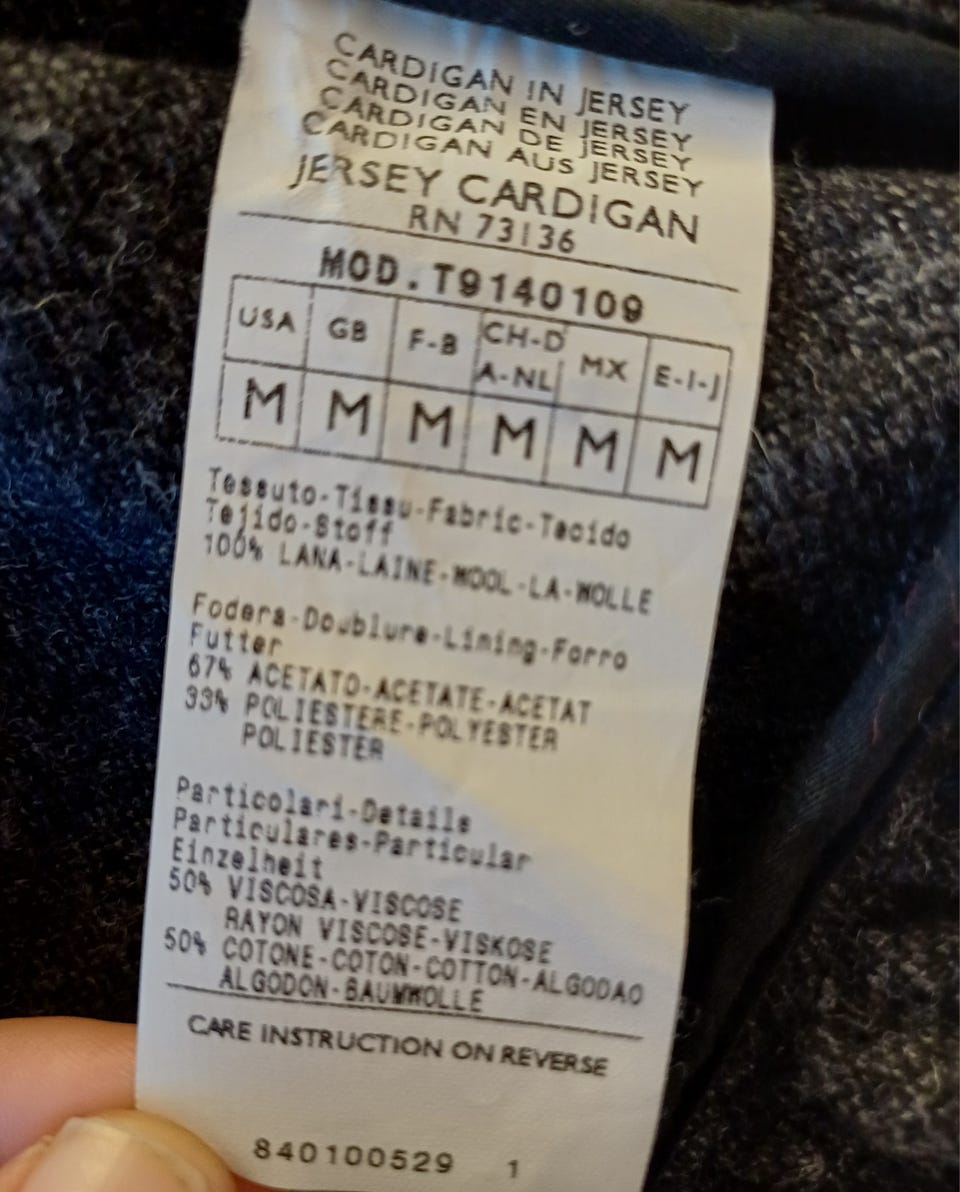 CARDIGAN IN JERSEY
CARDIGAN EN JERSEY
CARDIGAN DE JERSEY
CARDIGAN AUS JERSEY
JERSEY CARDIGAN
RN 73136
MOD.T9140109
USA GB F-B CH-D A-NL MX E-I-J
M M M M M M
Tessuto-Tissu-Fabric-Tecido
Tejido-Stoff
100% LANA-LAINE-WOOL-LA-WOLLE
Fodera-Doublure-Lining-Forro
Futter
67% ACETATO-ACETATE-ACETAT
33% POLIESTERE-POLYESTER
POLIESTER
Particolari-Details
Particulares-Particular
Einzelheit
50% VISCOSA-VISCOSE
RAYON VISCOSE-VISKOSE
50% COTONE-COTON-COTTON-ALGODAO
ALGODON-BAUMWOLLE
CARE INSTRUCTION ON REVERSE
840100529 1